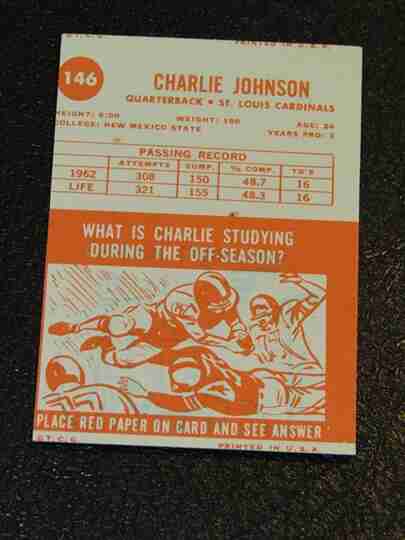 ©T.C.G. PRINTED IN U.S.A.
146
CHARLIE JOHNSON
QUARTERBACK • ST. LOUIS CARDINALS
HEIGHT: 6:00 WEIGHT: 190 AGE: 24
COLLEGE: NEW MEXICO STATE YEARS PRO: 2
PASSING RECORD
ATTEMPTS COMP. % COMP. TD'S
1962 308 150 48.7 16
LIFE 321 155 48.3 16
WHAT IS CHARLIE STUDYING
DURING THE OFF-SEASON?
PLACE RED PAPER ON CARD AND SEE ANSWER
©T.C.G. PRINTED IN U.S.A.